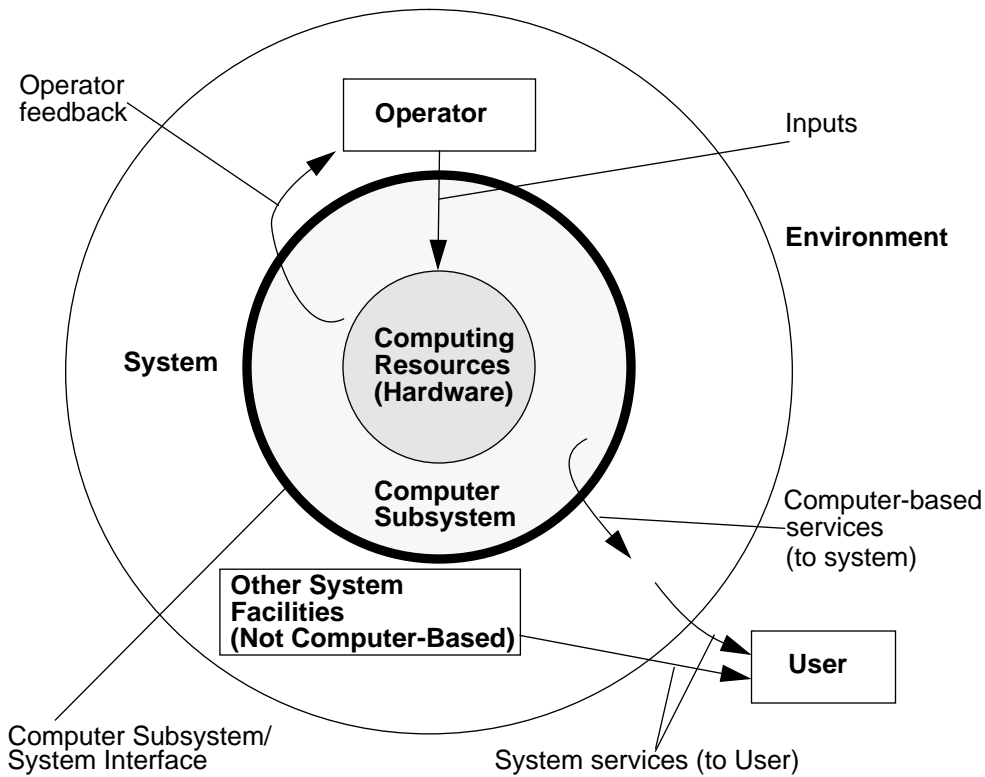 Operator
feedback
Operator
Inputs
Environment
System
Computing
Resources
(Hardware)
Computer
Subsystem
Computer-based
services
(to system)
Other System
Facilities
(Not Computer-Based)
User
Computer Subsystem/
System Interface
System services (to User)